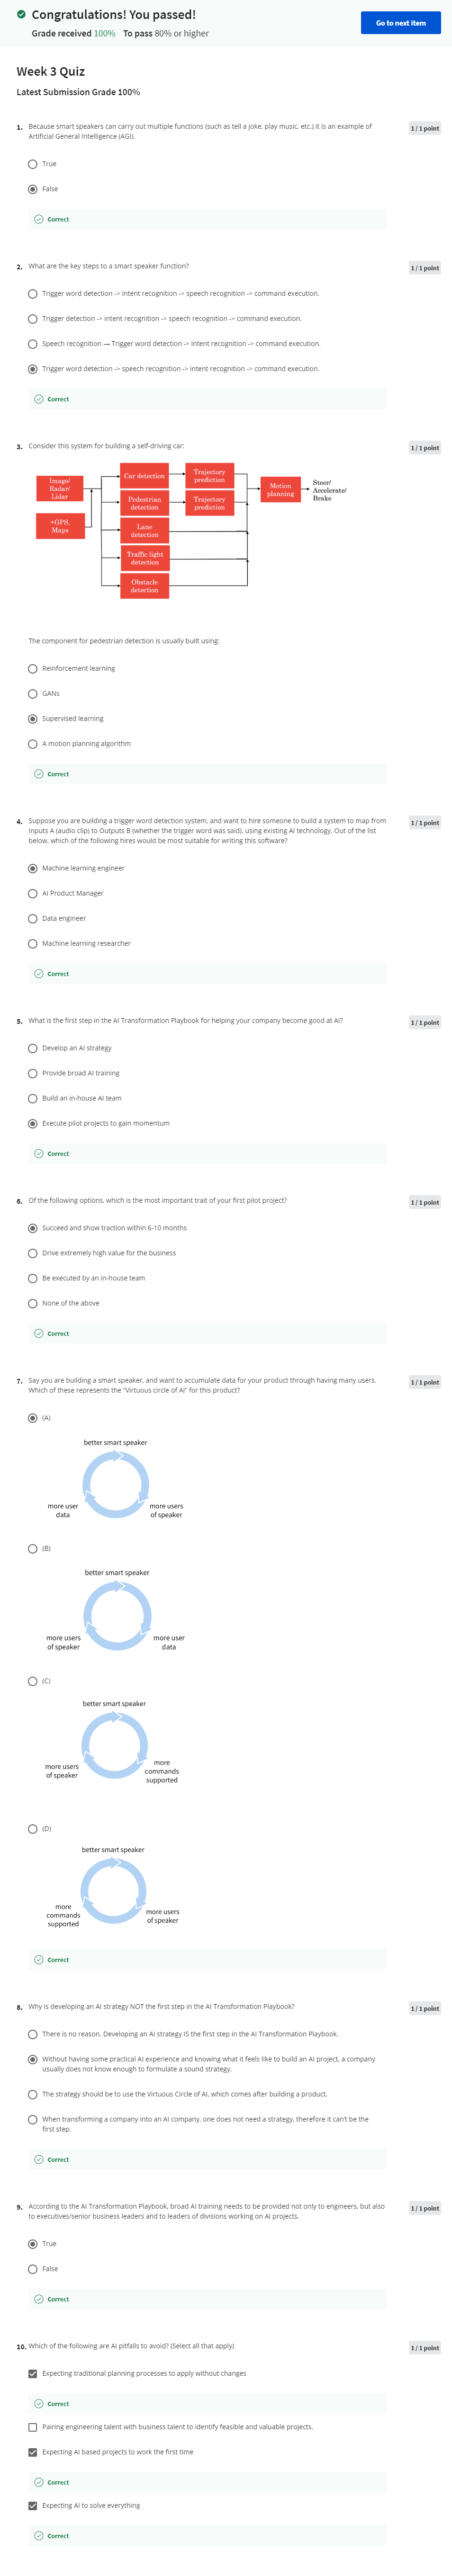 Congratulations! You passed!
Grade received 100% To pass 80% or higher
Go to next item
Week 3 Quiz
Latest Submission Grade 100%
1. Because smart speakers can carry out multiple functions (such as tell a joke, play music, etc.) it is an example of
Artificial General Intelligence (AGI).
1 / 1 point
True
False
Correct
2. What are the key steps to a smart speaker function?
1 / 1 point
Trigger word detection -> intent recognition -> speech recognition -> command execution.
Trigger detection -> intent recognition -> speech recognition -> command execution.
Speech recognition → Trigger word detection -> intent recognition -> command execution.
Trigger word detection -> speech recognition -> intent recognition -> command execution.
Correct
3. Consider this system for building a self-driving car:
1 / 1 point
Image/
Radar/
Lidar
+GPS,
Maps
Car detection
Pedestrian
detection
Lane
detection
Traffic light
detection
Obstacle
detection
Trajectory
prediction
Trajectory
prediction
Motion
planning
Steer/
Accelerate/
Brake
The component for pedestrian detection is usually built using:
Reinforcement learning
GANs
Supervised learning
A motion planning algorithm
Correct
4. Suppose you are building a trigger word detection system, and want to hire someone to build a system to map from
Inputs A (audio clip) to Outputs B (whether the trigger word was said), using existing AI technology. Out of the list
below, which of the following hires would be most suitable for writing this software?
1 / 1 point
Machine learning engineer
AI Product Manager
Data engineer
Machine learning researcher
Correct
5. What is the first step in the AI Transformation Playbook for helping your company become good at AI?
1 / 1 point
Develop an AI strategy
Provide broad AI training
Build an in-house AI team
Execute pilot projects to gain momentum
Correct
6. Of the following options, which is the most important trait of your first pilot project?
1 / 1 point
Succeed and show traction within 6-10 months
Drive extremely high value for the business
Be executed by an in-house team
None of the above
Correct
7. Say you are building a smart speaker, and want to accumulate data for your product through having many users.
Which of these represents the “Virtuous circle of AI” for this product?
1 / 1 point
(A)
better smart speaker
more user
data
more users
of speaker
(B)
better smart speaker
more users
of speaker
more user
data
(C)
better smart speaker
more users
of speaker
more
commands
supported
(D)
better smart speaker
more
commands
supported
more users
of speaker
Correct
8. Why is developing an AI strategy NOT the first step in the AI Transformation Playbook?
1 / 1 point
There is no reason. Developing an AI strategy IS the first step in the AI Transformation Playbook.
Without having some practical AI experience and knowing what it feels like to build an AI project, a company
usually does not know enough to formulate a sound strategy.
The strategy should be to use the Virtuous Circle of AI, which comes after building a product.
When transforming a company into an AI company, one does not need a strategy, therefore it can’t be the
first step.
Correct
9. According to the AI Transformation Playbook, broad AI training needs to be provided not only to engineers, but also
to executives/senior business leaders and to leaders of divisions working on AI projects.
1 / 1 point
True
False
Correct
10. Which of the following are AI pitfalls to avoid? (Select all that apply)
1 / 1 point
Expecting traditional planning processes to apply without changes
Correct
Pairing engineering talent with business talent to identify feasible and valuable projects.
Expecting AI based projects to work the first time
Correct
Expecting AI to solve everything
Correct